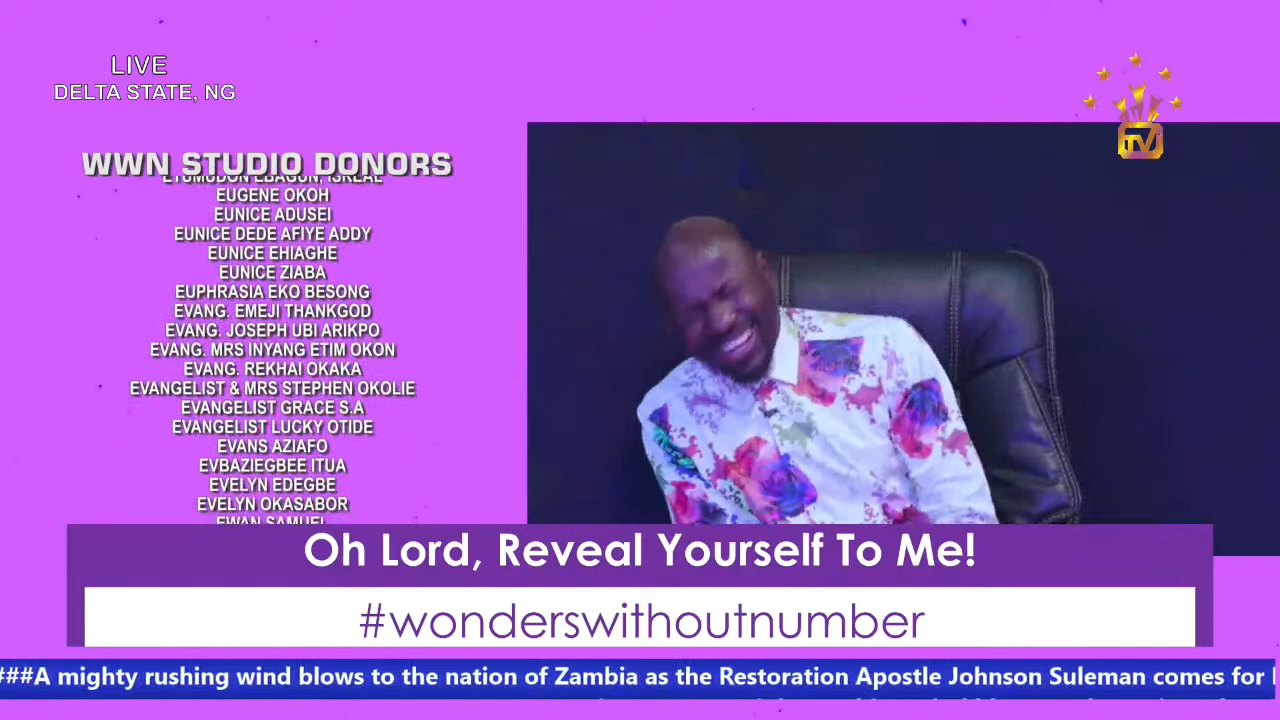 LIVE
DELTA STATE, NG
TV
WWN STUDIO DONORS
EUGENE OKOH
EUNICE ADUSEI
EUNICE DEDE AFIYE ADDY
EUNICE EHIAGHE
EUNICE ZIABA
EUPHRASIA EKO BESONG
EVANG. EMEJI THANKGOD
EVANG. JOSEPH UBI ARIKPO
EVANG. MRS INYANG ETIM OKON
EVANG. REKHAI OKAKA
EVANGELIST & MRS STEPHEN OKOLIE
EVANGELIST GRACE S.A
EVANGELIST LUCKY OTIDE
EVANS AZIAFO
EVBAZIEGBEE ITUA
EVELYN EDEGBE
EVELYN OKASABOR
EWAN SAMUEL
Oh Lord, Reveal Yourself To Me!
#wonderswithoutnumber
###A mighty rushing wind blows to the nation of Zambia as the Restoration Apostle Johnson Suleman comes for